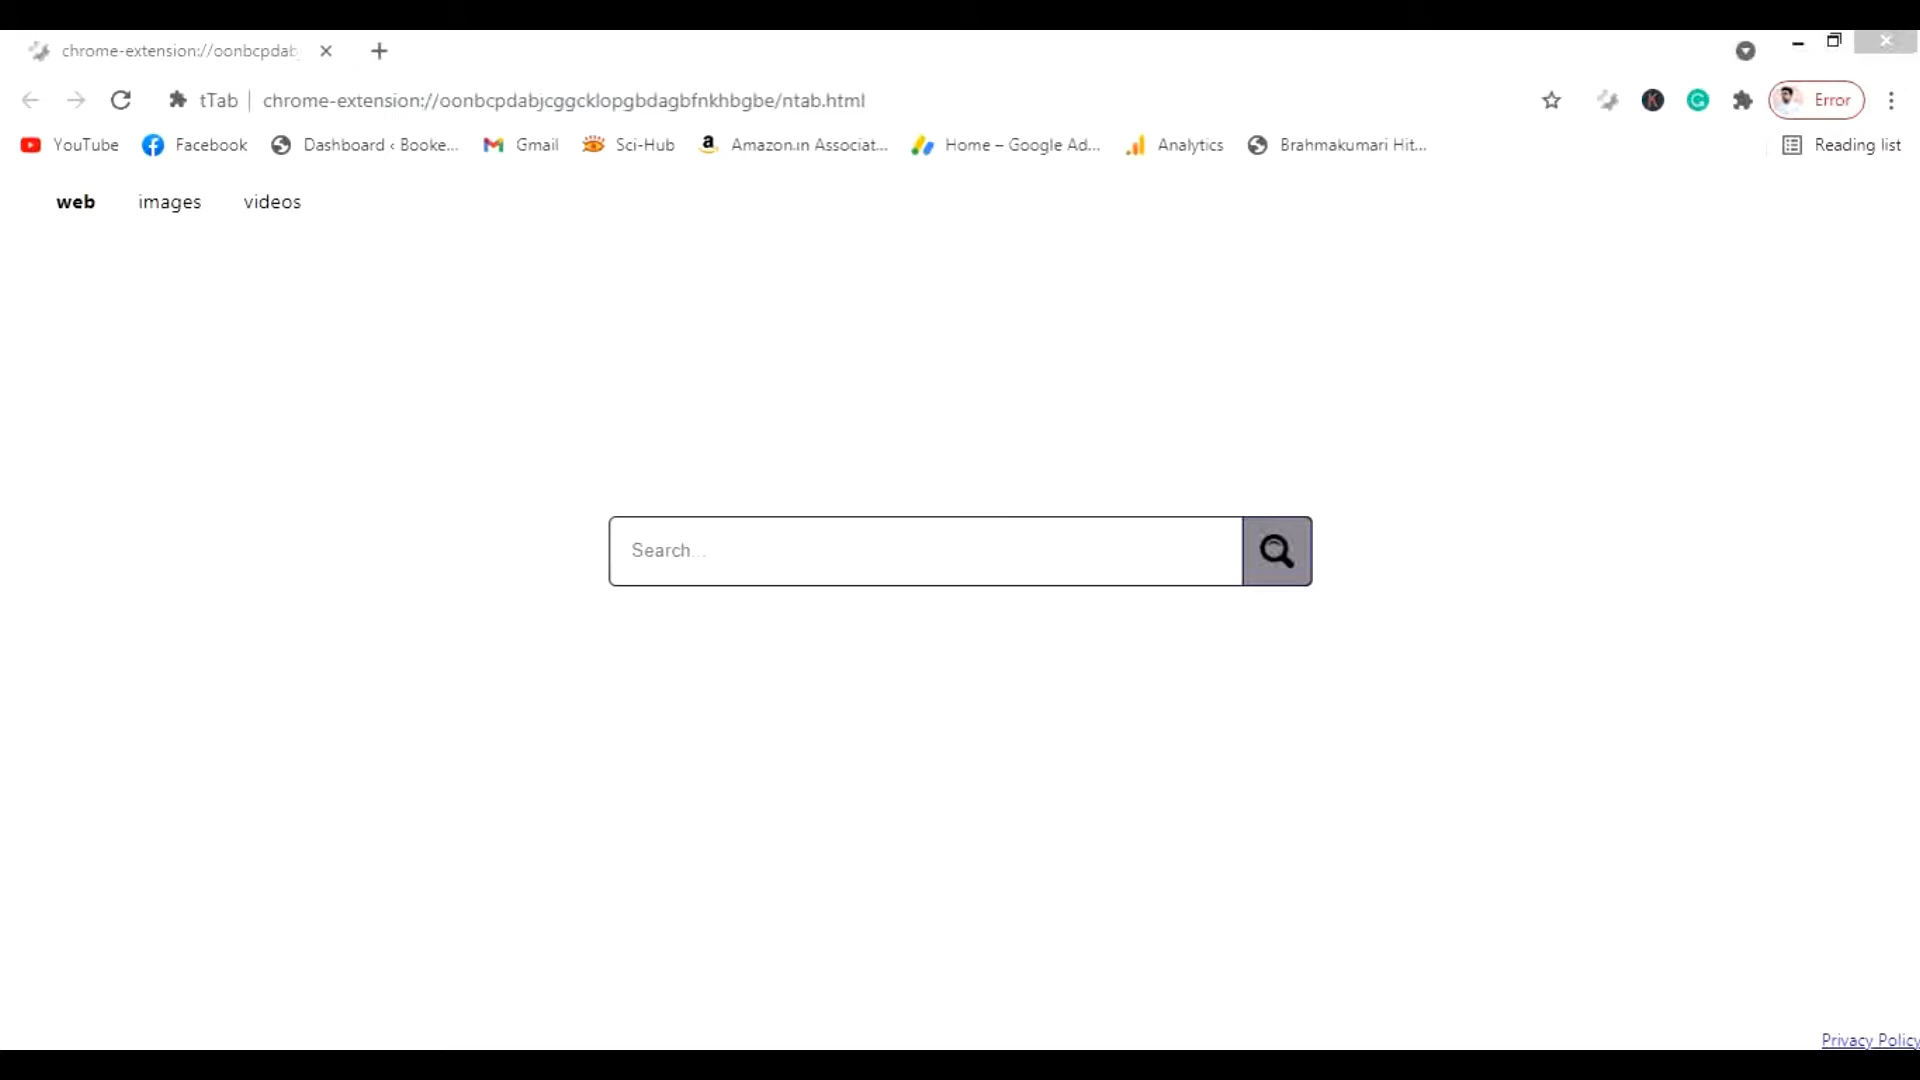 chrome-extension://oonbcpdab
tTab | chrome-extension://oonbcpdabjcggcklopgbdagbfnkhbgbe/ntab.html Error
YouTube Facebook Dashboard ‹ Booke... Gmail Sci-Hub Amazon.in Associat... Home – Google Ad... Analytics Brahmakumari Hit... Reading list
web images videos
Search...
Privacy Policy